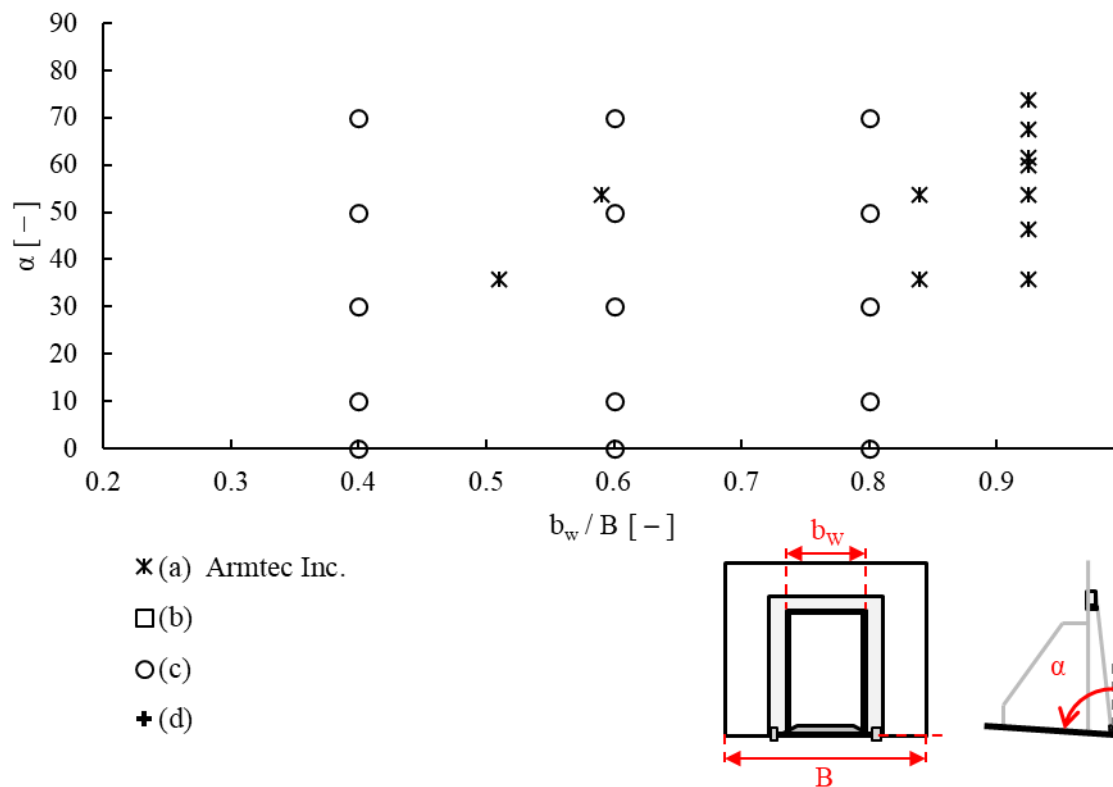 90
80
70
60
50
40
30
20
10
0
α [ − ]
0.2 0.3 0.4 0.5 0.6 0.7 0.8 0.9
b_w / B [ − ]
(a) Armtec Inc.
(b)
(c)
(d)
b_w
α
B